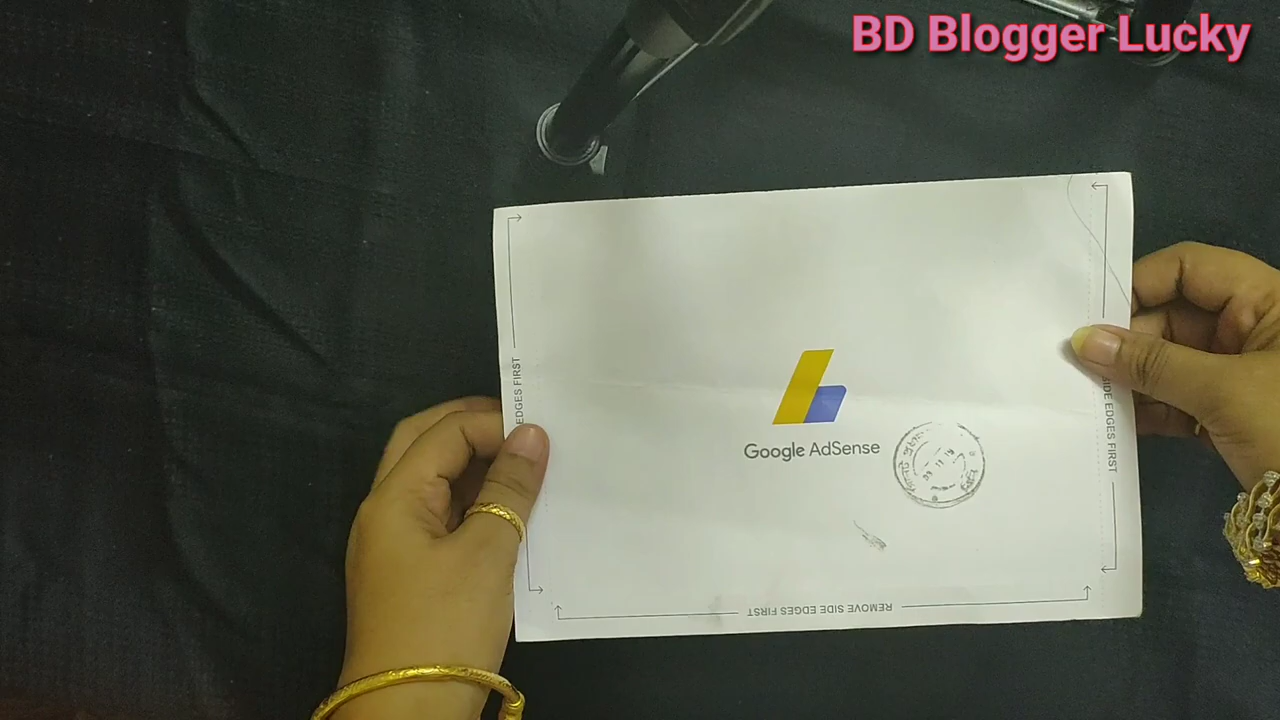 BD Blogger Lucky
EDGES FIRST
SIDE EDGES FIRST
Google AdSense
REMOVE SIDE EDGES FIRST